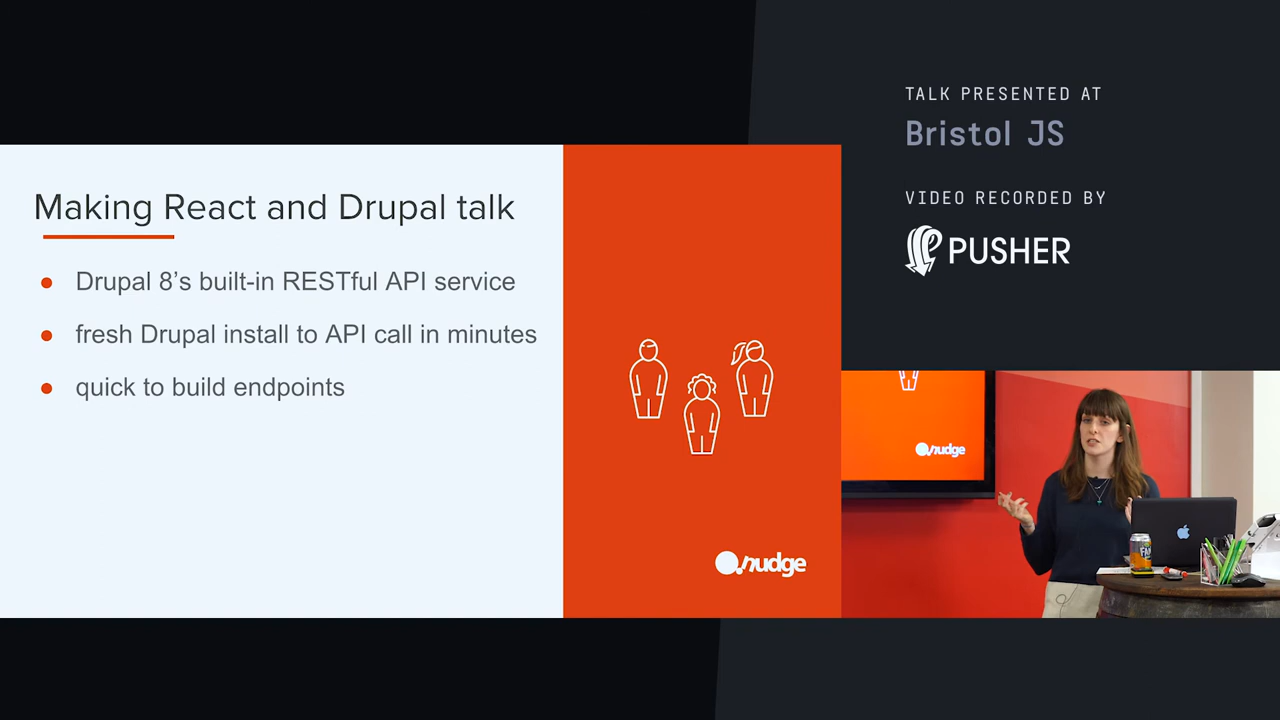 TALK PRESENTED AT
Bristol JS
VIDEO RECORDED BY
PUSHER
Making React and Drupal talk
Drupal 8’s built-in RESTful API service
fresh Drupal install to API call in minutes
quick to build endpoints
nudge
nudge